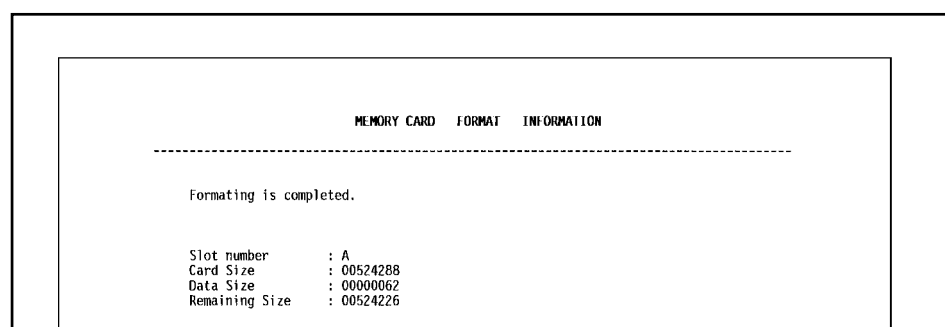 MEMORY CARD FORMAT INFORMATION
Formating is completed.
Slot number : A
Card Size : 00524288
Data Size : 00000062
Remaining Size : 00524226